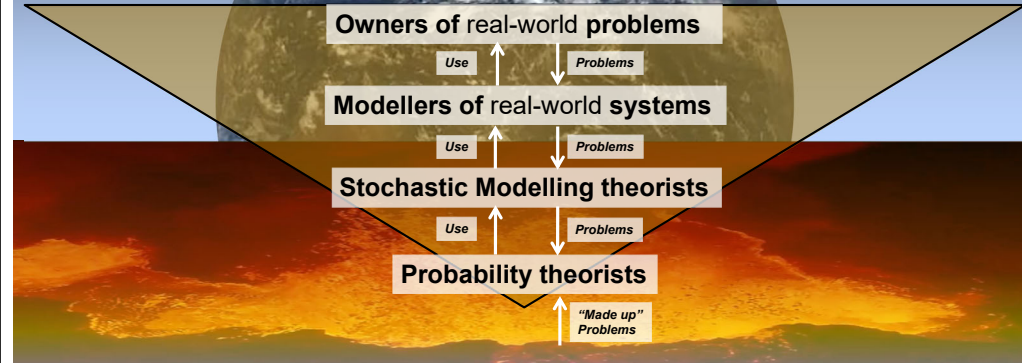 Owners of real-world problems
Use
Problems
Modellers of real-world systems
Use
Problems
Stochastic Modelling theorists
Use
Problems
Probability theorists
“Made up”
Problems